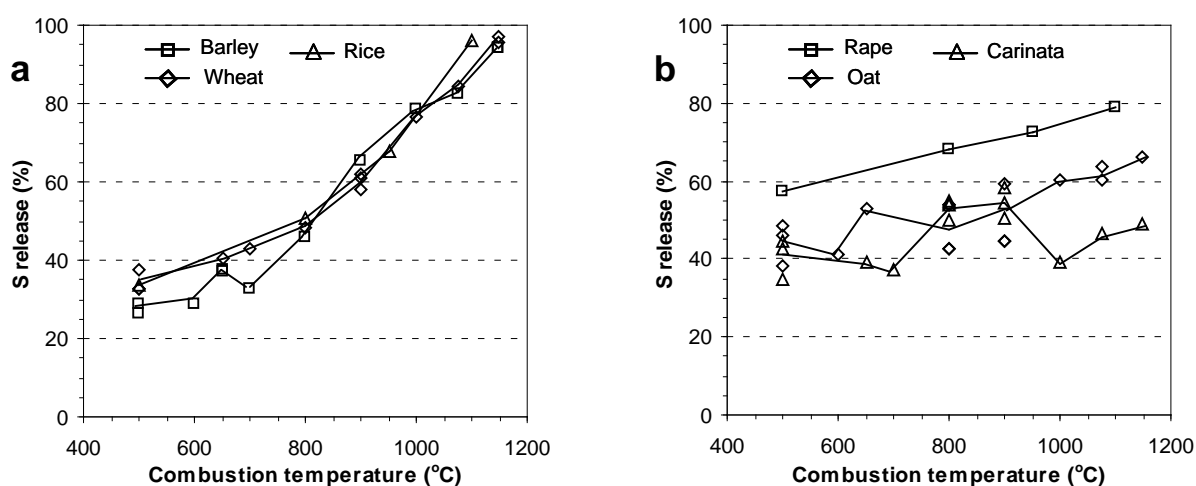 a
Barley
Rice
Wheat
S release (%)
100
80
60
40
20
0
400
600
800
1000
1200
Combustion temperature (°C)
b
Rape
Carinata
Oat
S release (%)
100
80
60
40
20
0
400
600
800
1000
1200
Combustion temperature (°C)